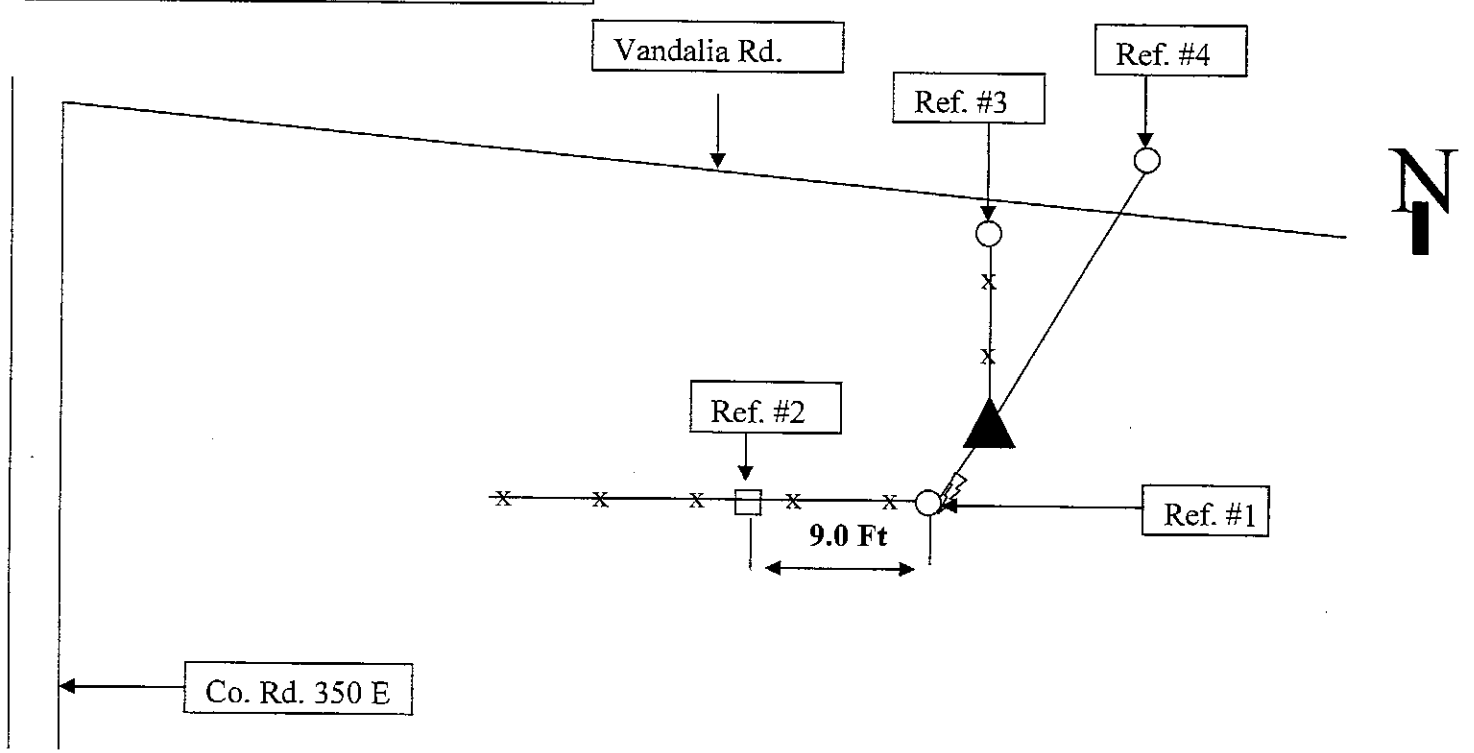 Vandalia Rd.
Ref. #4
Ref. #3
N
Ref. #2
x
x
x x x x x
Ref. #1
9.0 Ft
Co. Rd. 350 E